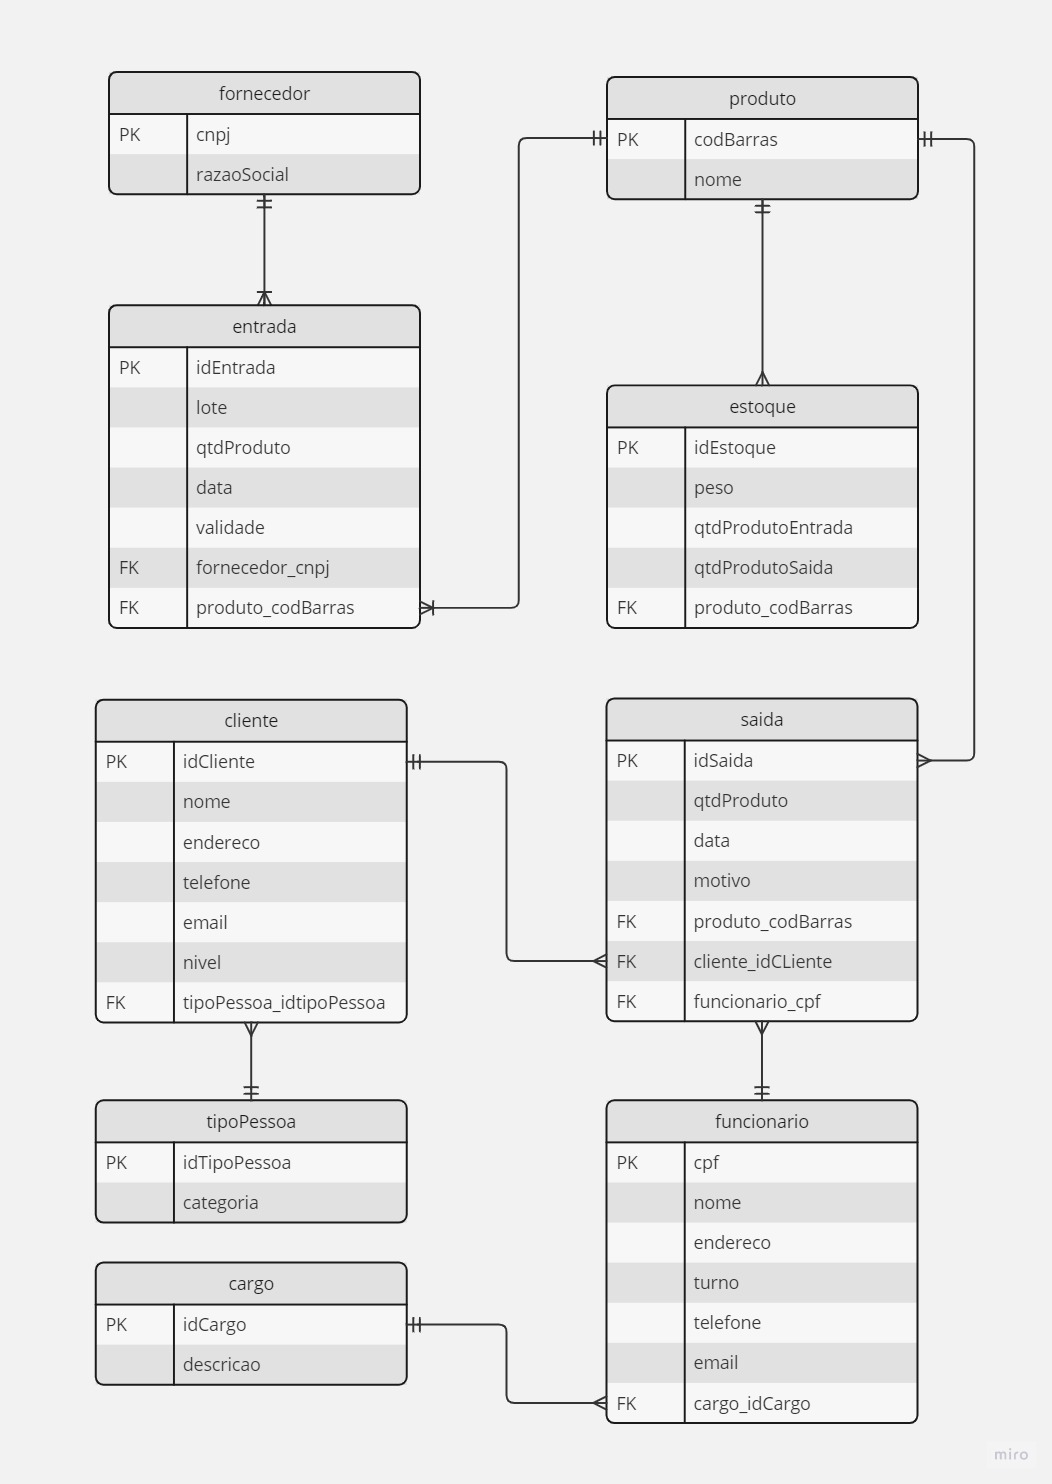 fornecedor
PK cnpj
razaoSocial
produto
PK codBarras
nome
entrada
PK idEntrada
lote
qtdProduto
data
validade
FK fornecedor_cnpj
FK produto_codBarras
estoque
PK idEstoque
peso
qtdProdutoEntrada
qtdProdutoSaida
FK produto_codBarras
cliente
PK idCliente
nome
endereco
telefone
email
nivel
FK tipoPessoa_idtipoPessoa
saida
PK idSaida
qtdProduto
data
motivo
FK produto_codBarras
FK cliente_idCLiente
FK funcionario_cpf
tipoPessoa
PK idTipoPessoa
categoria
cargo
PK idCargo
descricao
funcionario
PK cpf
nome
endereco
turno
telefone
email
FK cargo_idCargo
miro